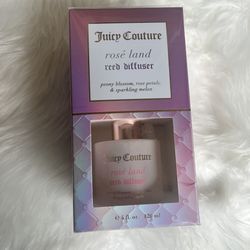 Juicy Couture
rosé land
reed diffuser
peony blossom, rose petals,
& sparkling melon
Juicy Couture
rosé land
reed diffuser
4 fl. oz. 120 ml